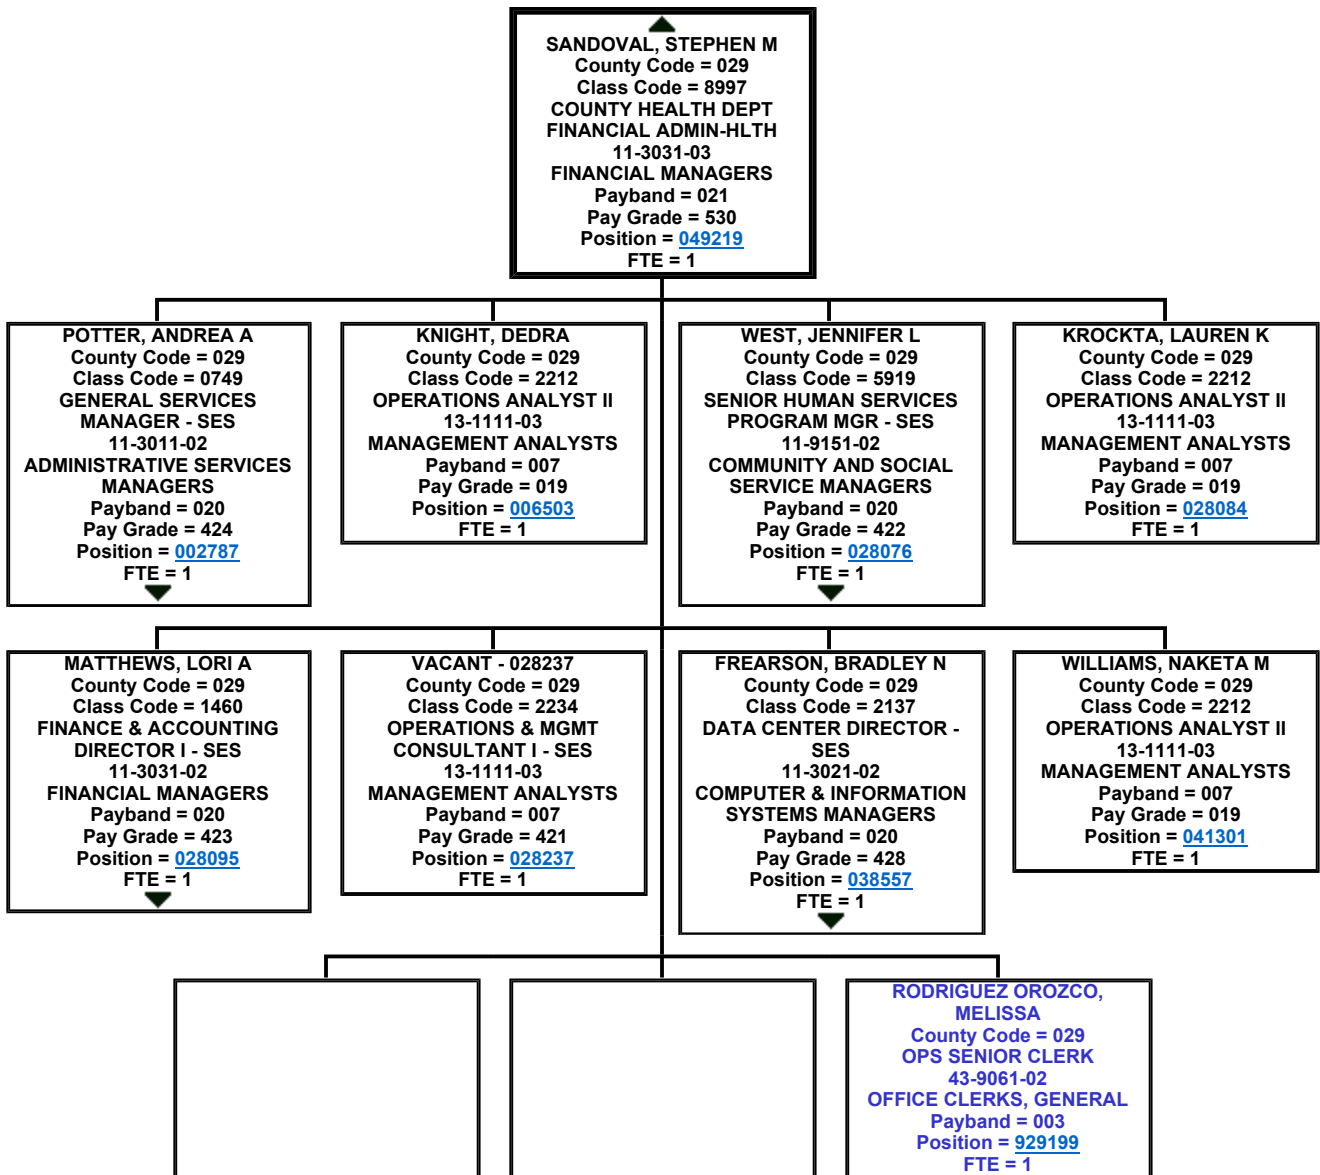 SANDOVAL, STEPHEN M
County Code = 029
Class Code = 8997
COUNTY HEALTH DEPT
FINANCIAL ADMIN-HLTH
11-3031-03
FINANCIAL MANAGERS
Payband = 021
Pay Grade = 530
Position = 049219
FTE = 1
POTTER, ANDREA A
County Code = 029
Class Code = 0749
GENERAL SERVICES
MANAGER - SES
11-3011-02
ADMINISTRATIVE SERVICES
MANAGERS
Payband = 020
Pay Grade = 424
Position = 002787
FTE = 1
KNIGHT, DEDRA
County Code = 029
Class Code = 2212
OPERATIONS ANALYST II
13-1111-03
MANAGEMENT ANALYSTS
Payband = 007
Pay Grade = 019
Position = 006503
FTE = 1
WEST, JENNIFER L
County Code = 029
Class Code = 5919
SENIOR HUMAN SERVICES
PROGRAM MGR - SES
11-9151-02
COMMUNITY AND SOCIAL
SERVICE MANAGERS
Payband = 020
Pay Grade = 422
Position = 028076
FTE = 1
KROCKTA, LAUREN K
County Code = 029
Class Code = 2212
OPERATIONS ANALYST II
13-1111-03
MANAGEMENT ANALYSTS
Payband = 007
Pay Grade = 019
Position = 028084
FTE = 1
MATTHEWS, LORI A
County Code = 029
Class Code = 1460
FINANCE & ACCOUNTING
DIRECTOR I - SES
11-3031-02
FINANCIAL MANAGERS
Payband = 020
Pay Grade = 423
Position = 028095
FTE = 1
VACANT - 028237
County Code = 029
Class Code = 2234
OPERATIONS & MGMT
CONSULTANT I - SES
13-1111-03
MANAGEMENT ANALYSTS
Payband = 007
Pay Grade = 421
Position = 028237
FTE = 1
FREARSON, BRADLEY N
County Code = 029
Class Code = 2137
DATA CENTER DIRECTOR -
SES
11-3021-02
COMPUTER & INFORMATION
SYSTEMS MANAGERS
Payband = 020
Pay Grade = 428
Position = 038557
FTE = 1
WILLIAMS, NAKETA M
County Code = 029
Class Code = 2212
OPERATIONS ANALYST II
13-1111-03
MANAGEMENT ANALYSTS
Payband = 007
Pay Grade = 019
Position = 041301
FTE = 1
RODRIGUEZ OROZCO,
MELISSA
County Code = 029
OPS SENIOR CLERK
43-9061-02
OFFICE CLERKS, GENERAL
Payband = 003
Position = 929199
FTE = 1